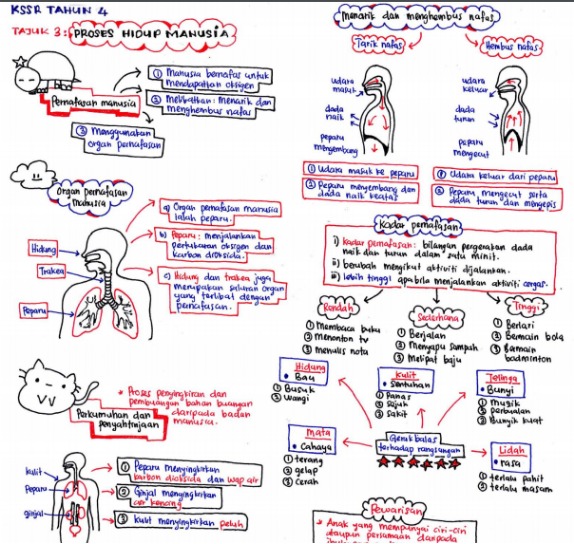 KSSR TAHUN 4
TAJUK 3: PROSES HIDUP MANUSIA
Pernafasan manusia
① Manusia bernafas untuk
mendapatkan oksigen
② Melibatkan: menarik dan
menghembus nafas
③ Menggunakan
organ pernafasan
Organ pernafasan
manusia
Hidung
Trakea
Peparu
a) Organ pernafasan manusia
ialah peparu.
b) Peparu: menjalankan
pertukaran oksigen dan
karbon dioksida.
c) Hidung dan trakea juga
merupakan saluran organ
yang terlibat dengan
pernafasan.
Perkumuhan dan
penyahtinjaan
* Proses penyingkiran dan
pembuangan bahan buangan
daripada badan
manusia.
kulit
Peparu
ginjal
① Peparu menyingkirkan
karbon dioksida dan wap air
② Ginjal menyingkirkan
air kencing
③ kulit menyingkirkan peluh
Menarik dan menghembus nafas
Tarik nafas
udara
masuk
dada
naik
peparu
mengembang
① Udara masuk ke peparu
② Peparu mengembang dan
dada naik keatas
Hembus nafas
udara
keluar
dada
turun
peparu
mengecut
① Udara keluar dari peparu
② Peparu mengecut serta
dada turun dan mengepis
Kadar pernafasan
i) kadar pernafasan: bilangan pergerakan dada
naik dan turun dalam satu minit.
ii) berubah mengikut aktiviti dijalankan.
iii) lebih tinggi apabila menjalankan aktiviti cergas.
Rendah
① Membaca buku
② Menonton tv
③ menulis nota
Sederhana
① Berjalan
② Menyapu sampah
③ Melipat baju
Tinggi
① Berlari
② Bermain bola
③ Bermain
badminton
Hidung
• Bau
① Busuk
② wangi
Kulit
• Sentuhan
① Panas
② Sejuk
③ sakit
Telinga
• Bunyi
① muzik
② perbualan
③ Bunyik kuat
Mata
• Cahaya
① terang
② gelap
③ cerah
Gerak balas
terhadap rangsangan
Lidah
• rasa
① terlalu pahit
② terlalu masam
Pewarisan
* Anak yang mempunyai ciri-ciri
ataupun persamaan daripada